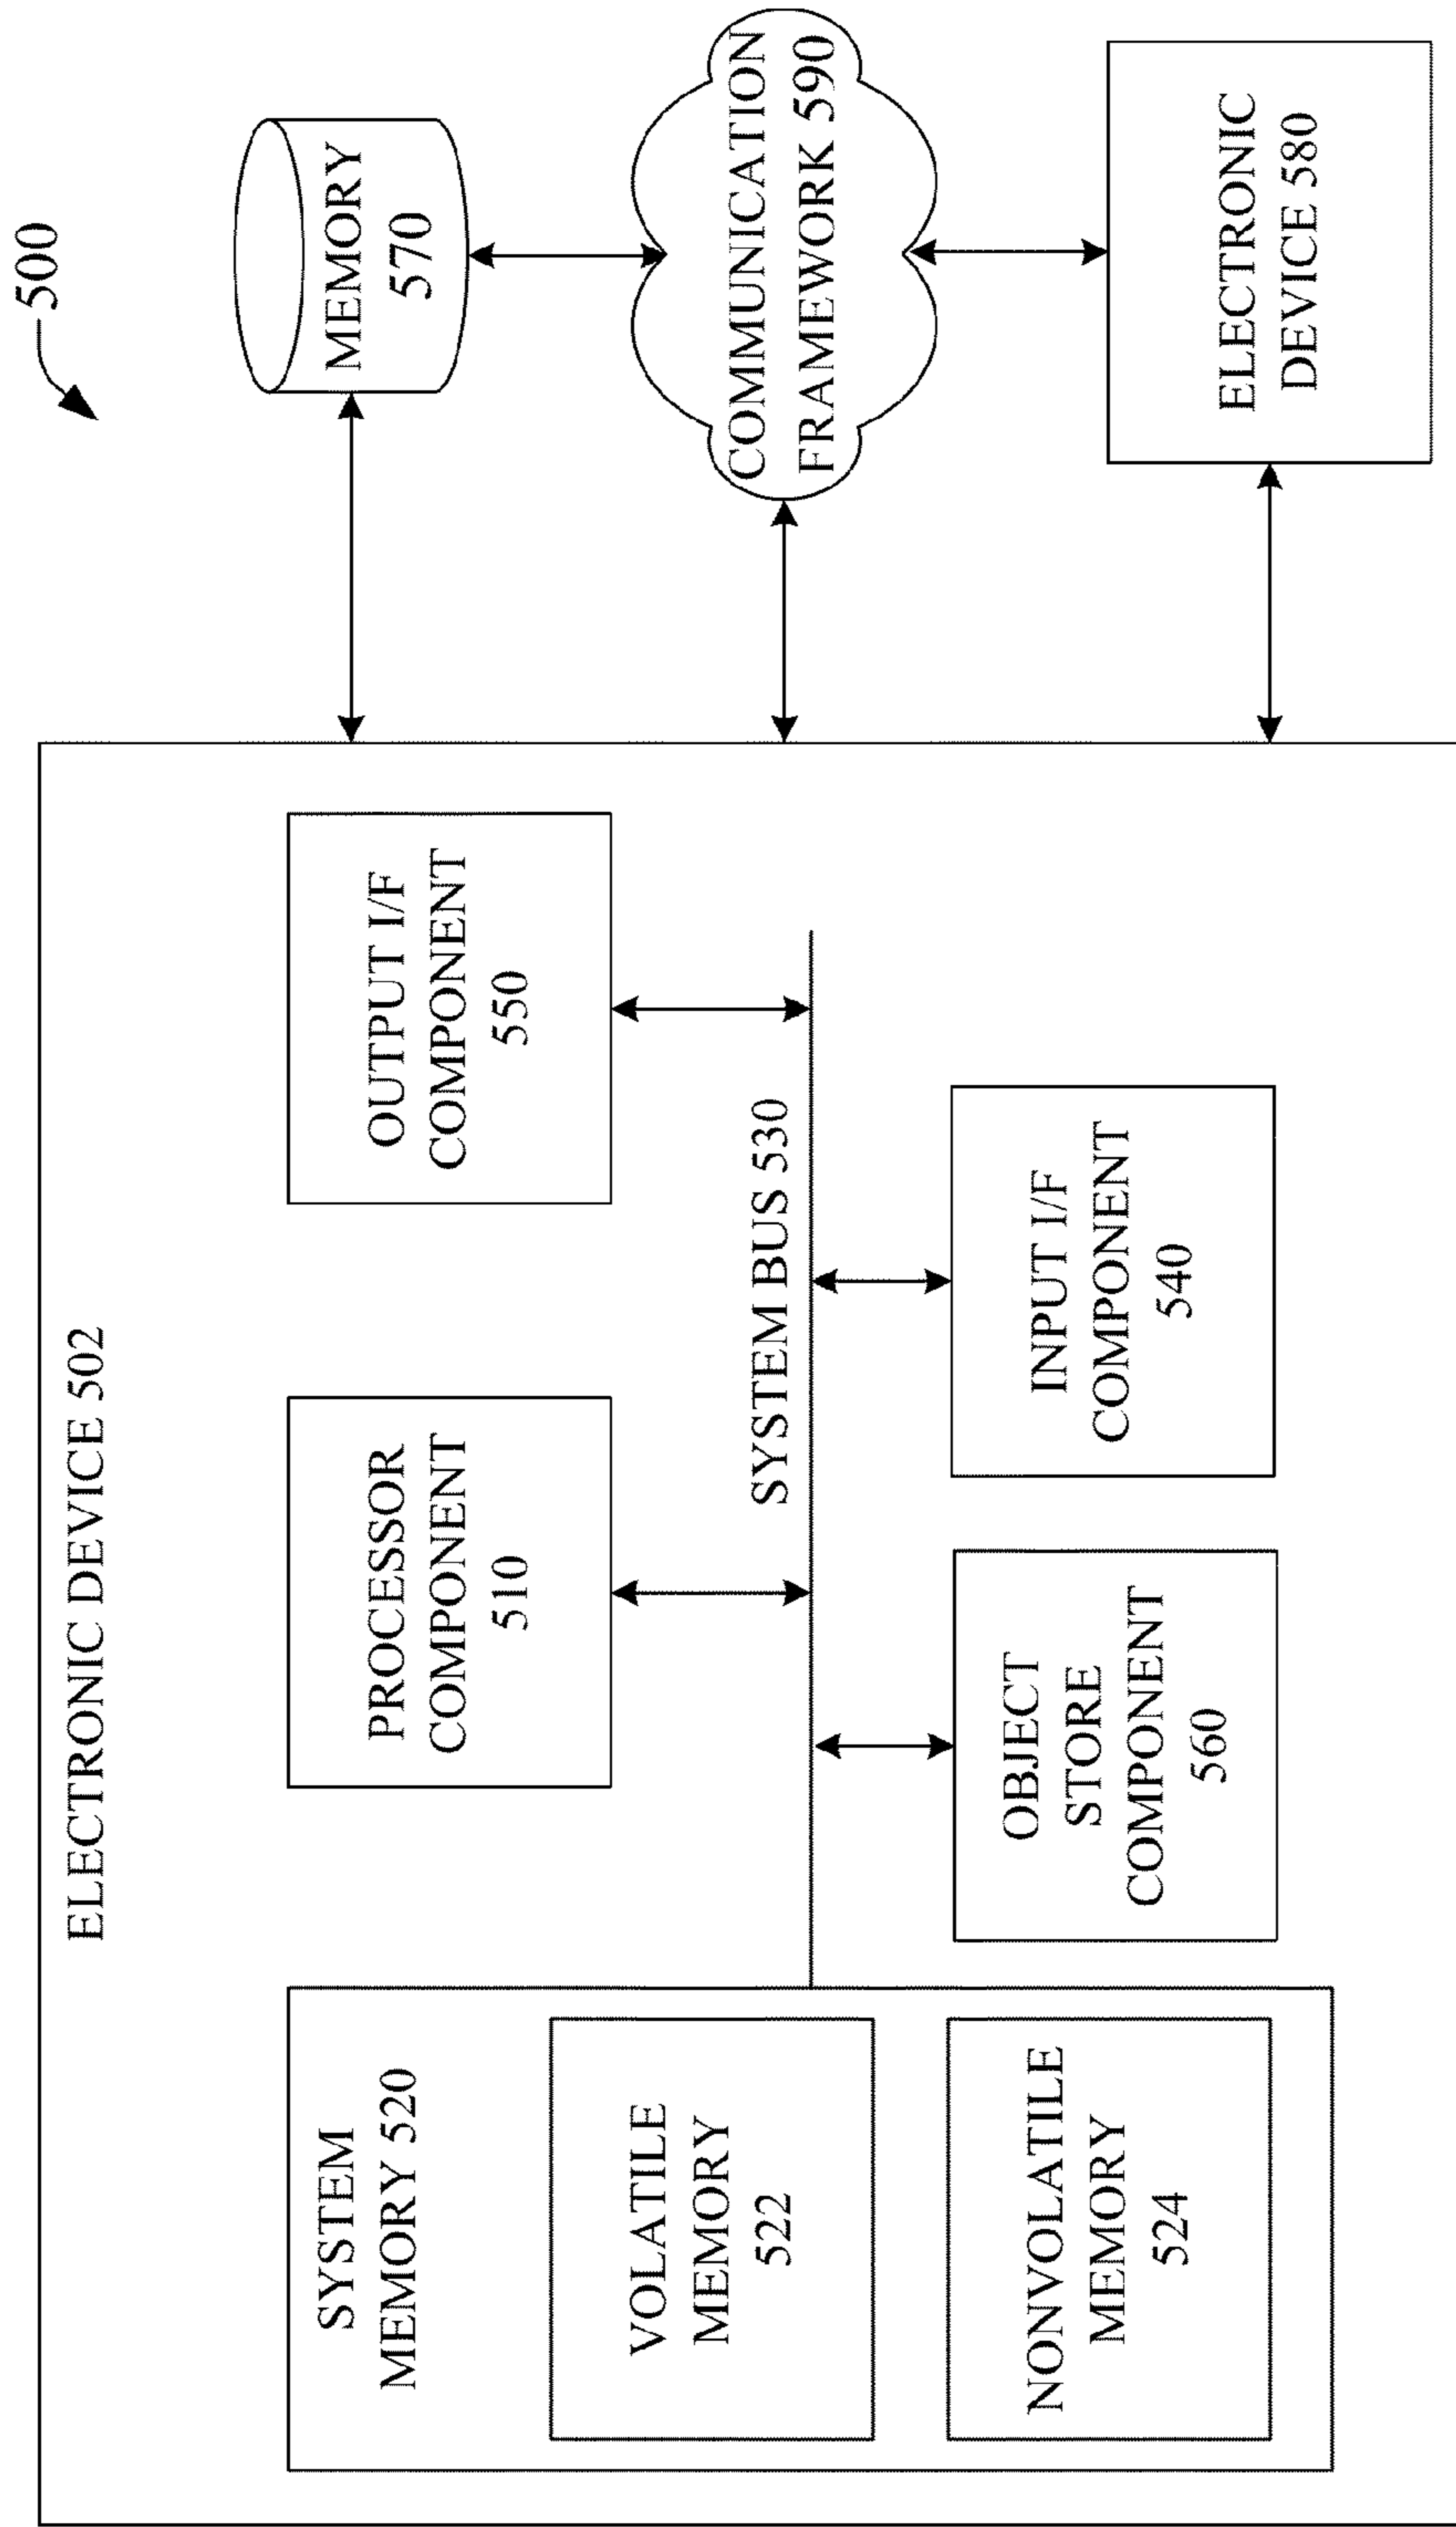 500
ELECTRONIC DEVICE 502
SYSTEM
MEMORY 520
VOLATILE
MEMORY
522
NONVOLATILE
MEMORY
524
PROCESSOR
COMPONENT
510
OUTPUT I/F
COMPONENT
550
SYSTEM BUS 530
OBJECT
STORE
COMPONENT
560
INPUT I/F
COMPONENT
540
MEMORY
570
COMMUNICATION
FRAMEWORK 590
ELECTRONIC
DEVICE 580